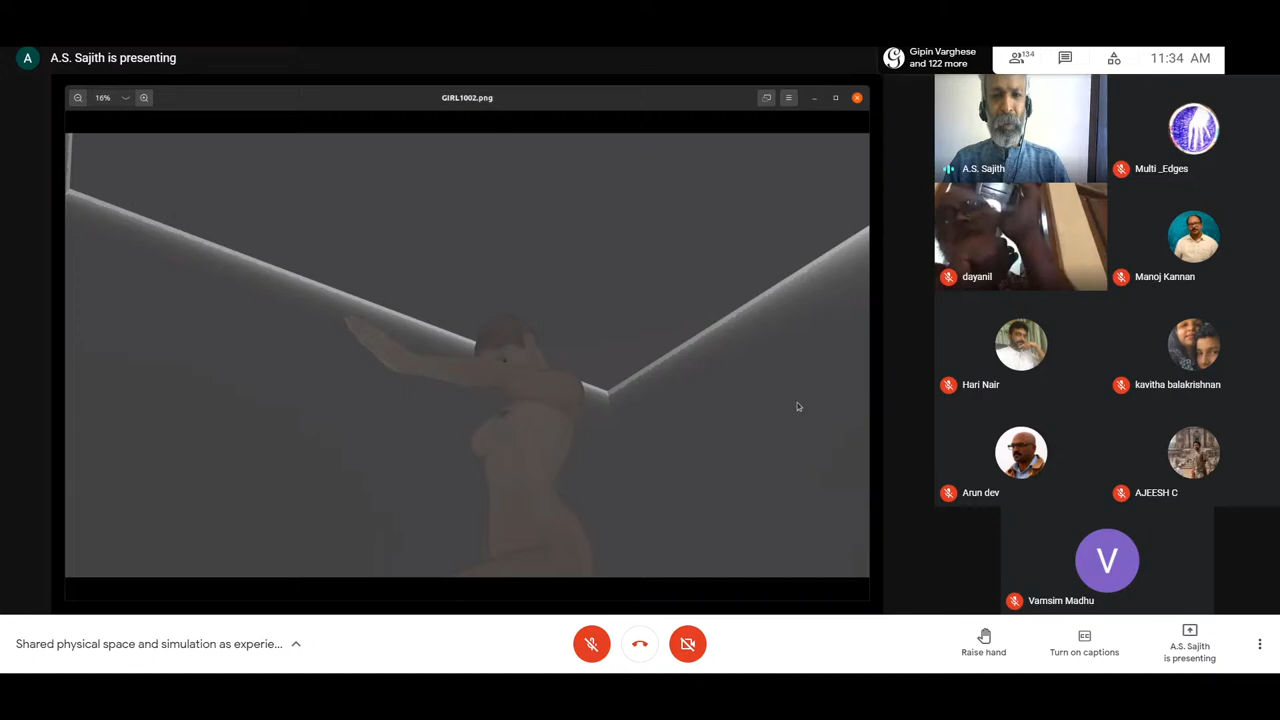 A
A.S. Sajith is presenting
Gipin Varghese
and 122 more
134
11:34 AM
16%
GIRL1002.png
A.S. Sajith
Multi _Edges
dayanil
Manoj Kannan
Hari Nair
kavitha balakrishnan
Arun dev
AJEESH C
V
Vamsim Madhu
Shared physical space and simulation as experie...
Raise hand
Turn on captions
A.S. Sajith
is presenting